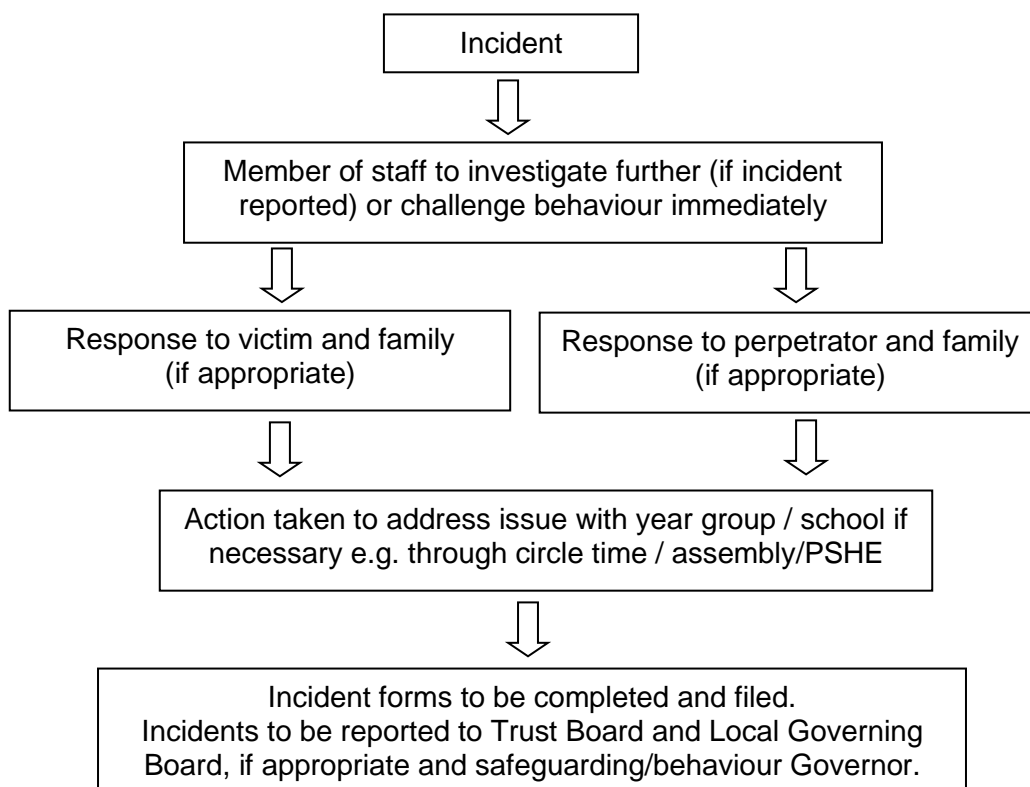 Incident
Member of staff to investigate further (if incident
reported) or challenge behaviour immediately
Response to victim and family
(if appropriate)
Response to perpetrator and family
(if appropriate)
Action taken to address issue with year group / school if
necessary e.g. through circle time / assembly/PSHE
Incident forms to be completed and filed.
Incidents to be reported to Trust Board and Local Governing
Board, if appropriate and safeguarding/behaviour Governor.